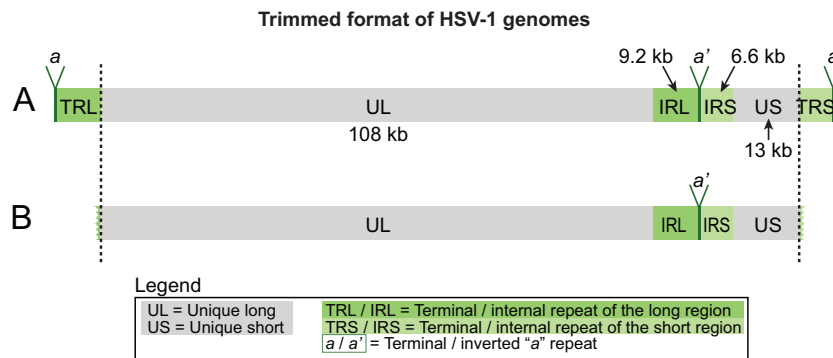 Trimmed format of HSV-1 genomes
a 9.2 kb a' 6.6 kb a
A TRL UL IRL IRS US TRS
108 kb 13 kb
a'
B UL IRL IRS US
Legend
UL = Unique long TRL / IRL = Terminal / internal repeat of the long region
US = Unique short TRS / IRS = Terminal / internal repeat of the short region
a / a' = Terminal / inverted “a” repeat